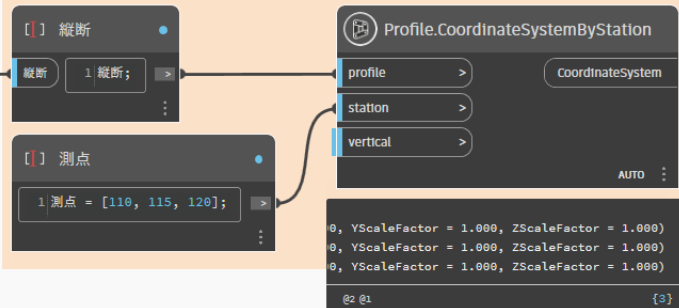 [I] 縦断
縦断
1 縦断;
>
Profile.CoordinateSystemByStation
profile >
CoordinateSystem
station >
vertical >
AUTO
[I] 測点
1 測点 = [110, 115, 120];
>
0, YScaleFactor = 1.000, ZScaleFactor = 1.000)
0, YScaleFactor = 1.000, ZScaleFactor = 1.000)
0, YScaleFactor = 1.000, ZScaleFactor = 1.000)
@2 @1
{3}